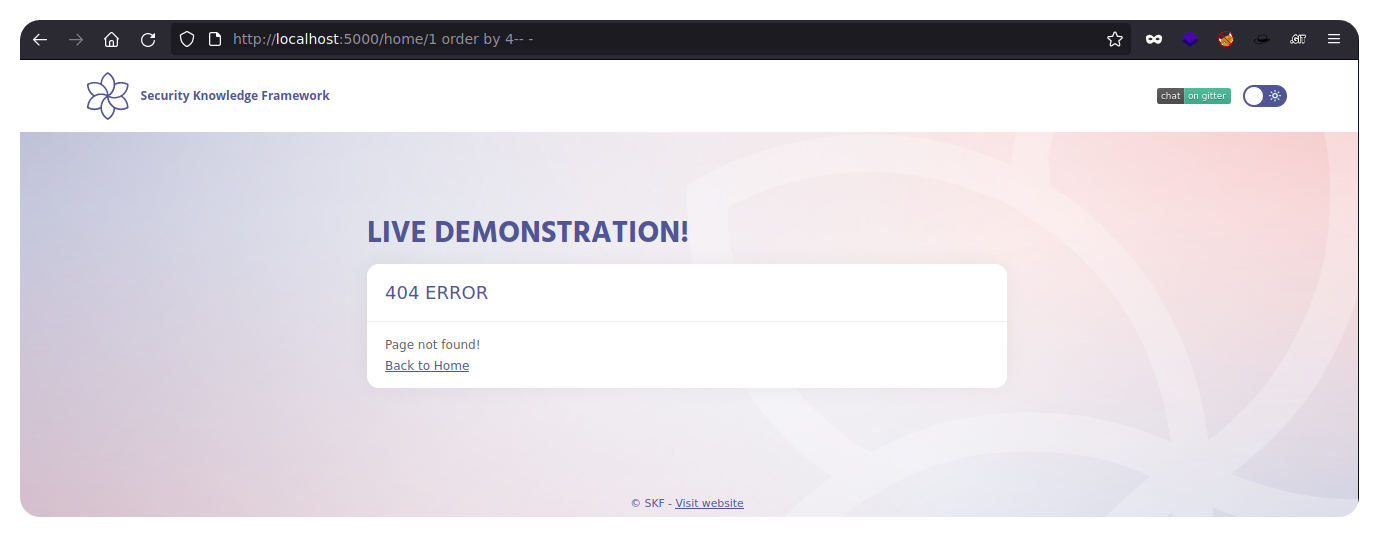 http://localhost:5000/home/1 order by 4-- -
.GIT
Security Knowledge Framework
chat on gitter
LIVE DEMONSTRATION!
404 ERROR
Page not found!
Back to Home
© SKF - Visit website